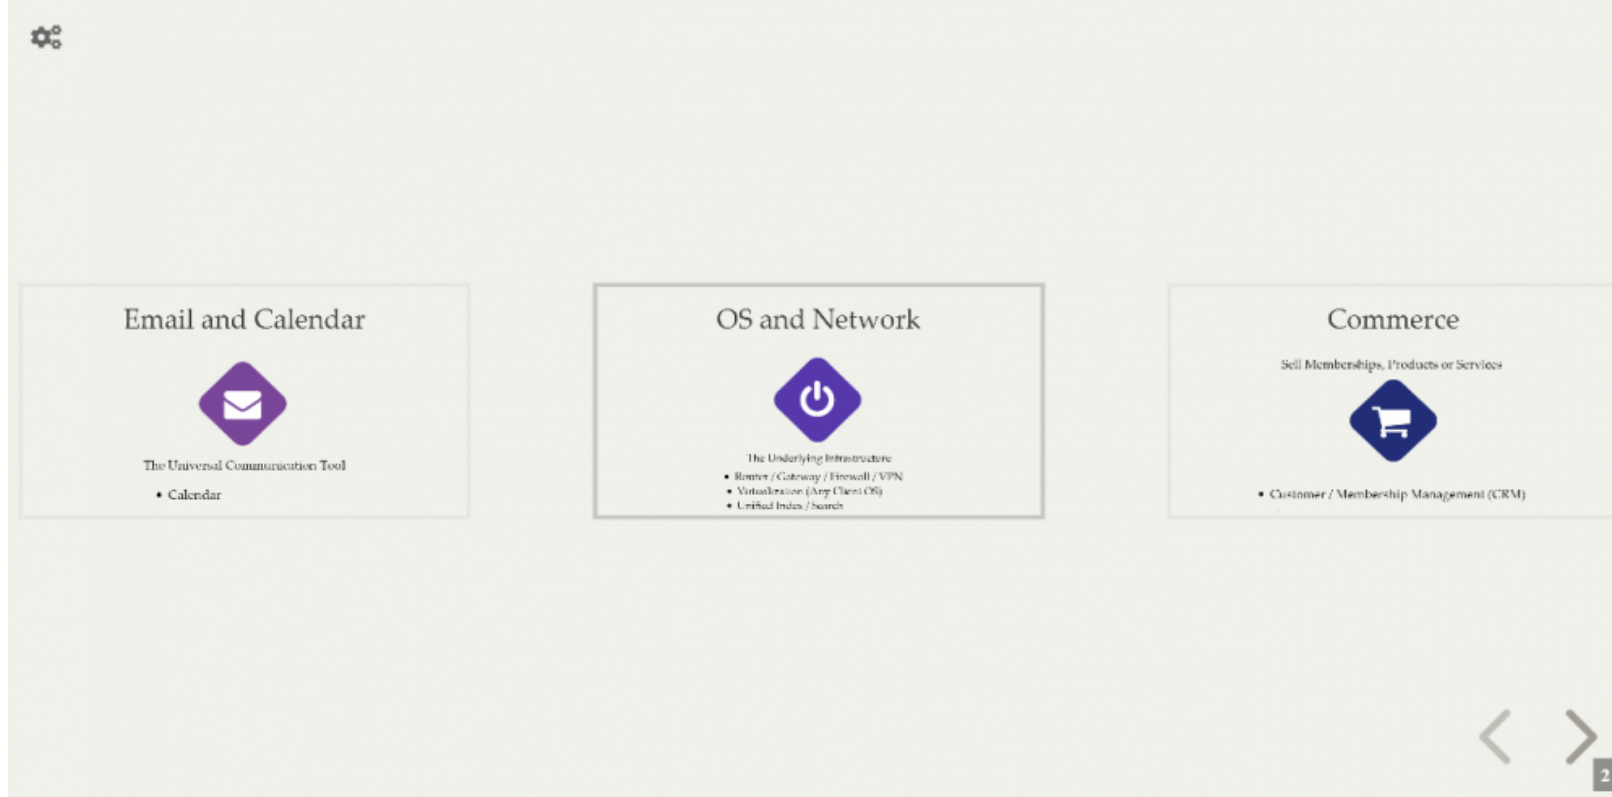 Email and Calendar
The Universal Communication Tool
• Calendar
OS and Network
The Underlying Infrastructure
• Router / Gateway / Firewall / VPN
• Virtualization (Any Client OS)
• Unified Index / Search
Commerce
Sell Memberships, Products or Services
• Customer / Membership Management (CRM)
2